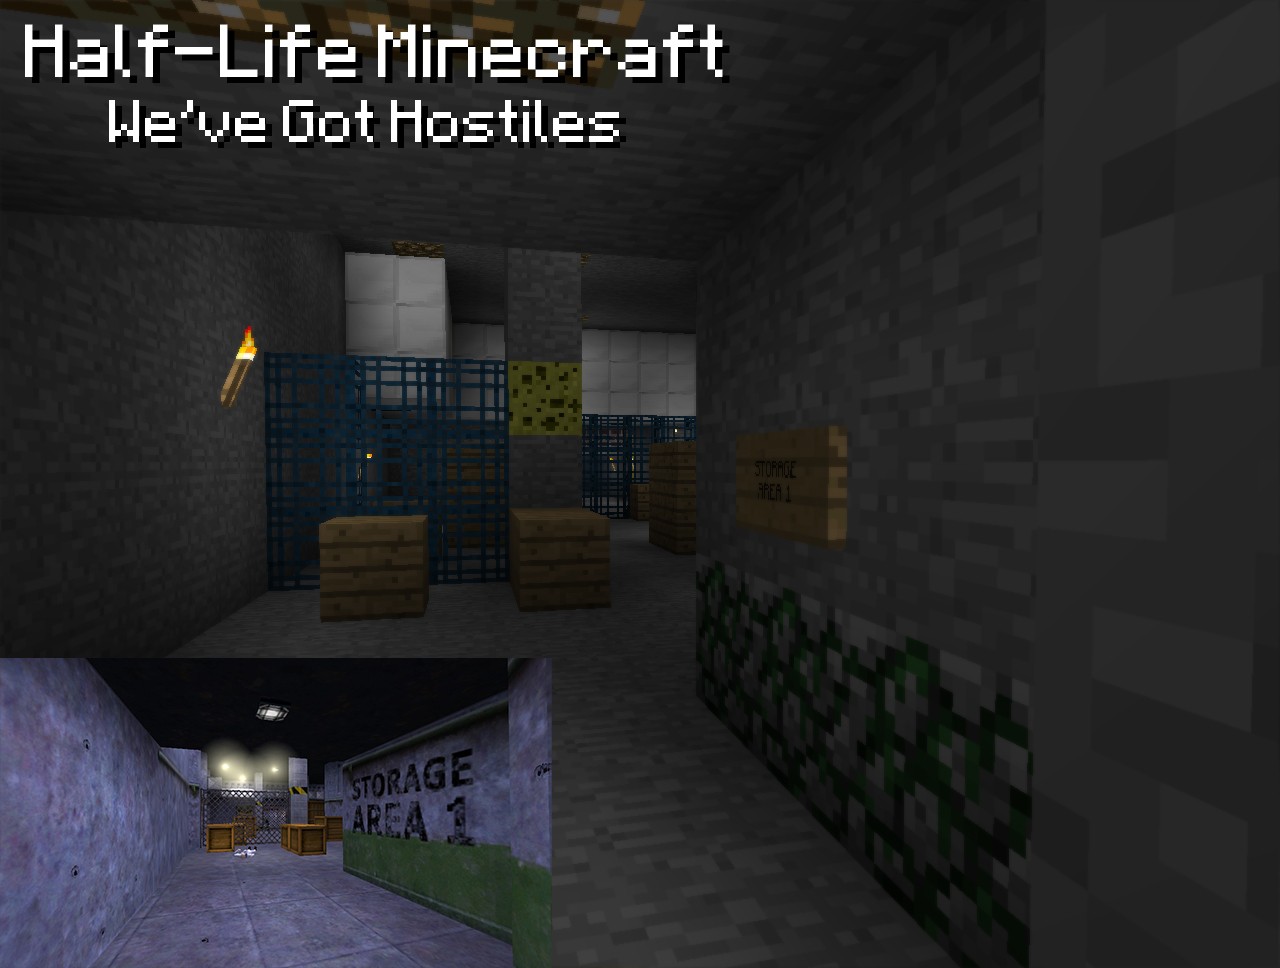 Half-Life Minecraft
We've Got Hostiles
STORAGE
AREA 1
STORAGE
AREA 1